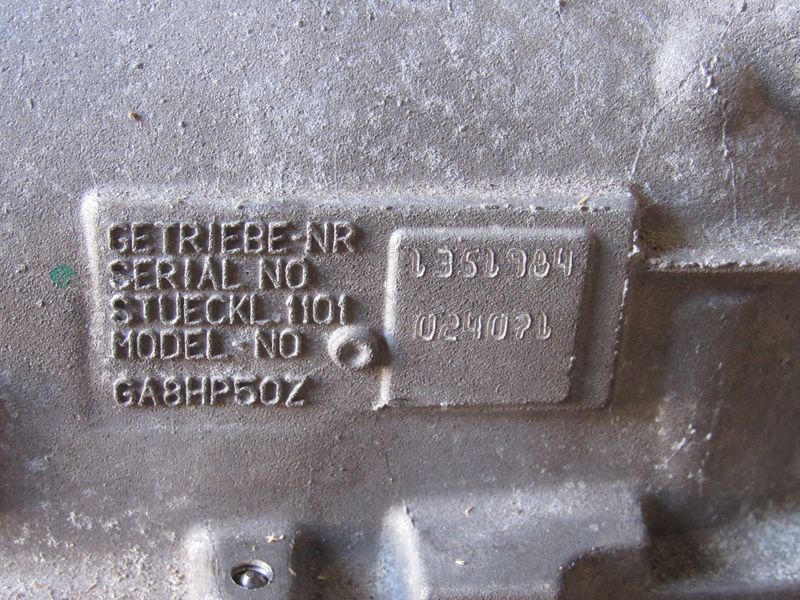 GETRIEBE-NR
SERIAL NO 1351984
STUECKL.1101
MODEL.-NO 024071
GA8HP50Z